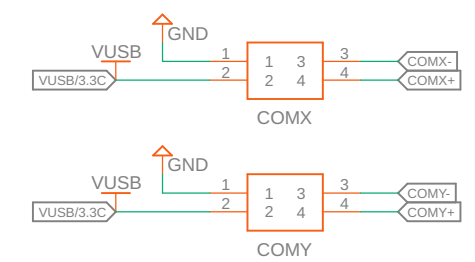 GND
VUSB
1 3
1 3 COMX-
VUSB/3.3C 2 4
2 4 COMX+
COMX
GND
VUSB
1 3
1 3 COMY-
VUSB/3.3C 2 4
2 4 COMY+
COMY